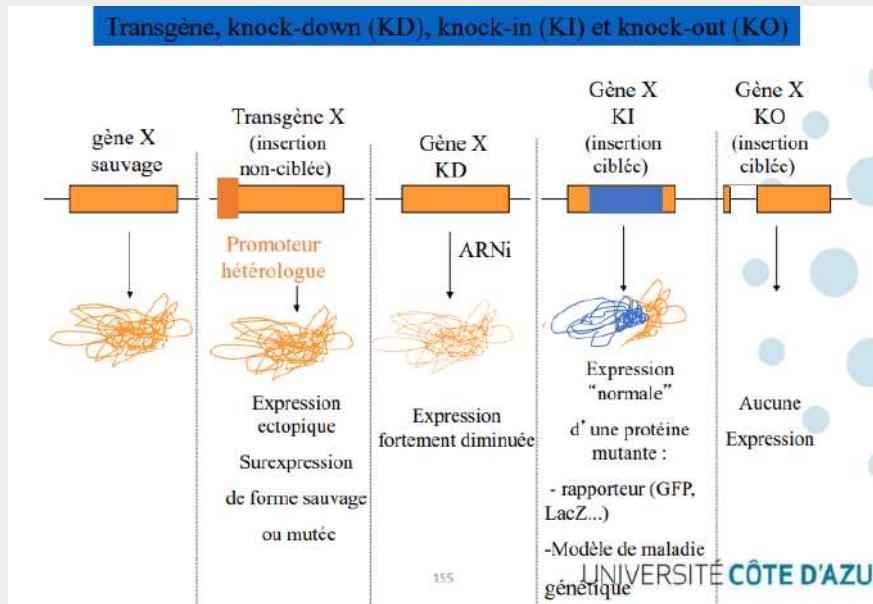 Transgène, knock-down (KD), knock-in (KI) et knock-out (KO)
gène X
sauvage
Transgène X
(insertion
non-ciblée)
Promoteur
hétérologue
Expression
ectopique
Surexpression
de forme sauvage
ou mutée
Gène X
KD
ARNi
Expression
fortement diminuée
Gène X
KI
(insertion
ciblée)
Expression
“normale”
d’ une protéine
mutante :
- rapporteur (GFP,
LacZ...)
-Modèle de maladie
génétique
Gène X
KO
(insertion
ciblée)
Aucune
Expression
155
UNIVERSITÉ CÔTE D'AZU